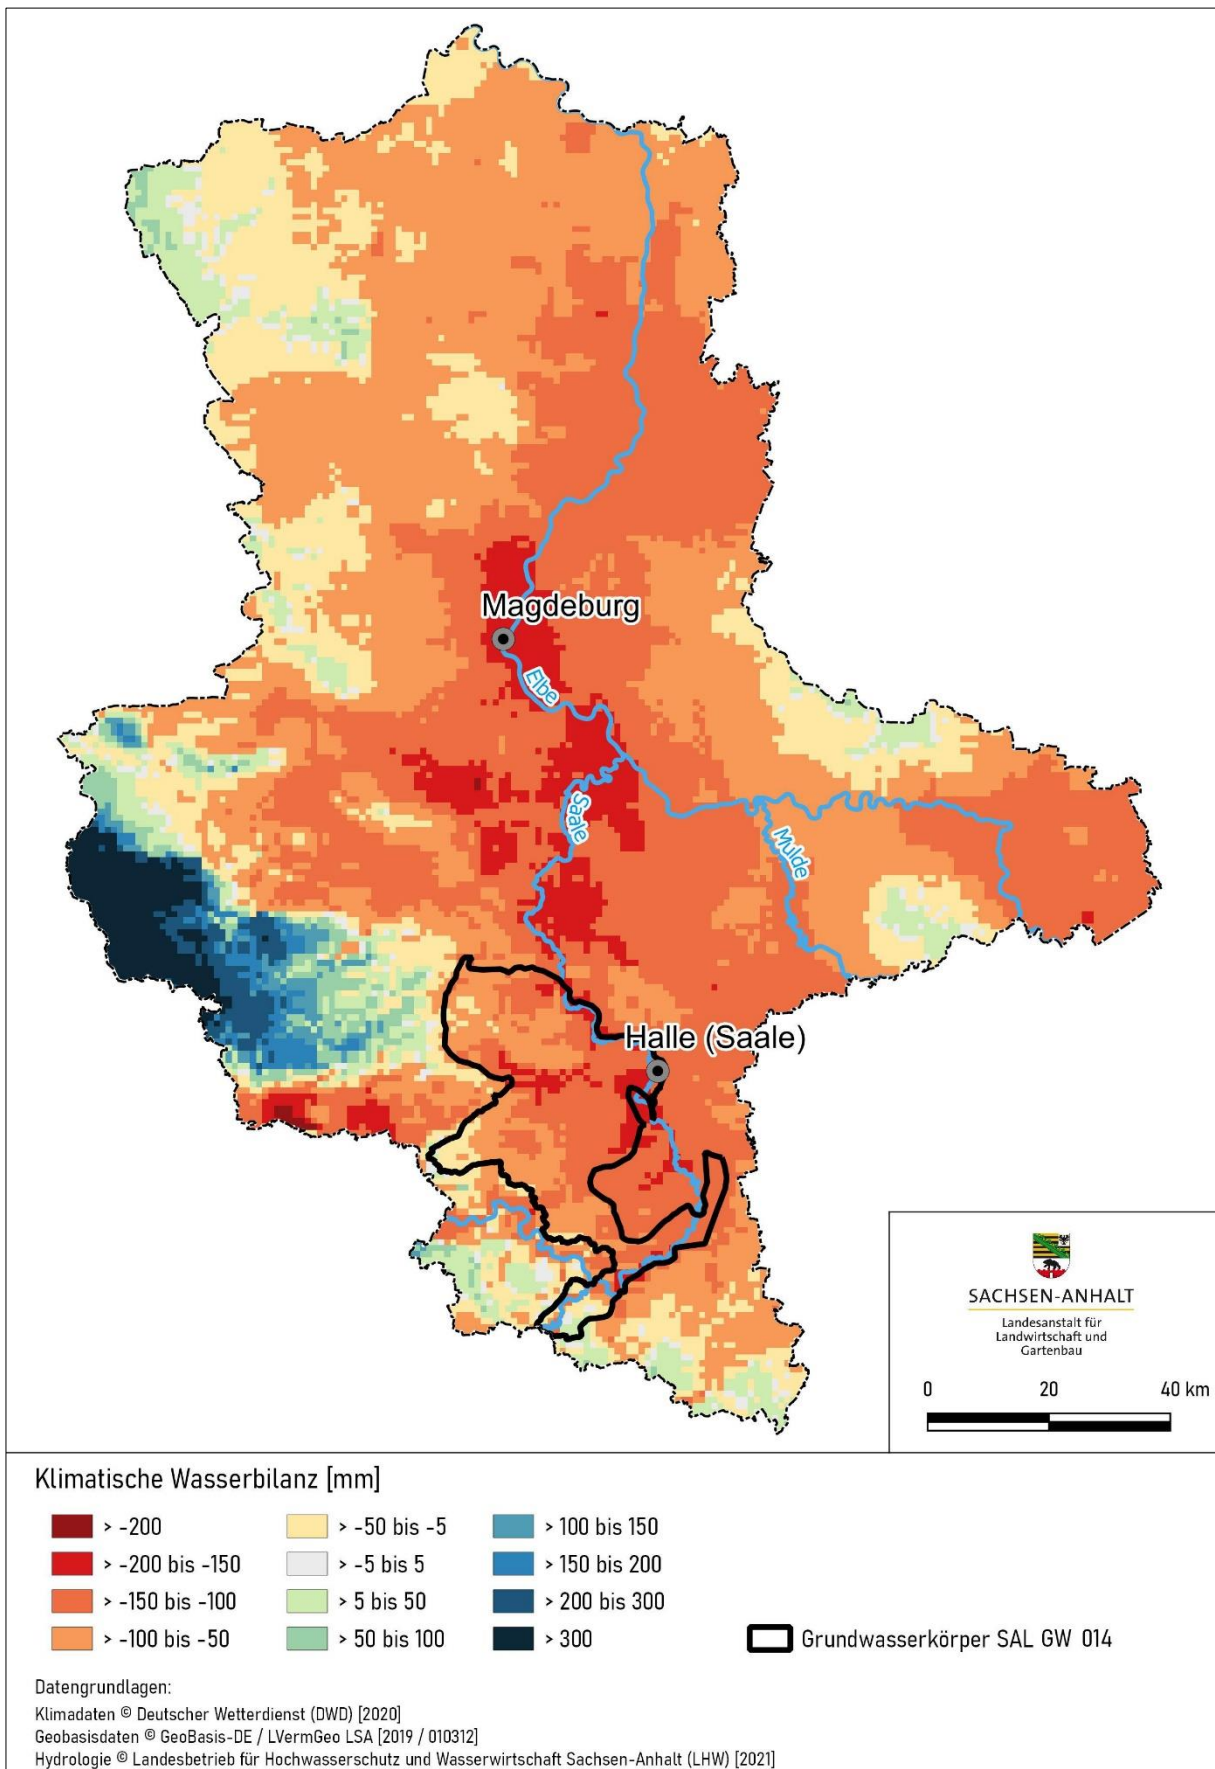 Magdeburg
Elbe
Saale
Mulde
Halle (Saale)
SACHSEN-ANHALT
Landesanstalt für
Landwirtschaft und
Gartenbau
0 20 40 km
Klimatische Wasserbilanz [mm]
> -200
> -200 bis -150
> -150 bis -100
> -100 bis -50
> -50 bis -5
> -5 bis 5
> 5 bis 50
> 50 bis 100
> 100 bis 150
> 150 bis 200
> 200 bis 300
> 300
Grundwasserkörper SAL GW 014
Datengrundlagen:
Klimadaten © Deutscher Wetterdienst (DWD) [2020]
Geobasisdaten © GeoBasis-DE / LVermGeo LSA [2019 / 010312]
Hydrologie © Landesbetrieb für Hochwasserschutz und Wasserwirtschaft Sachsen-Anhalt (LHW) [2021]